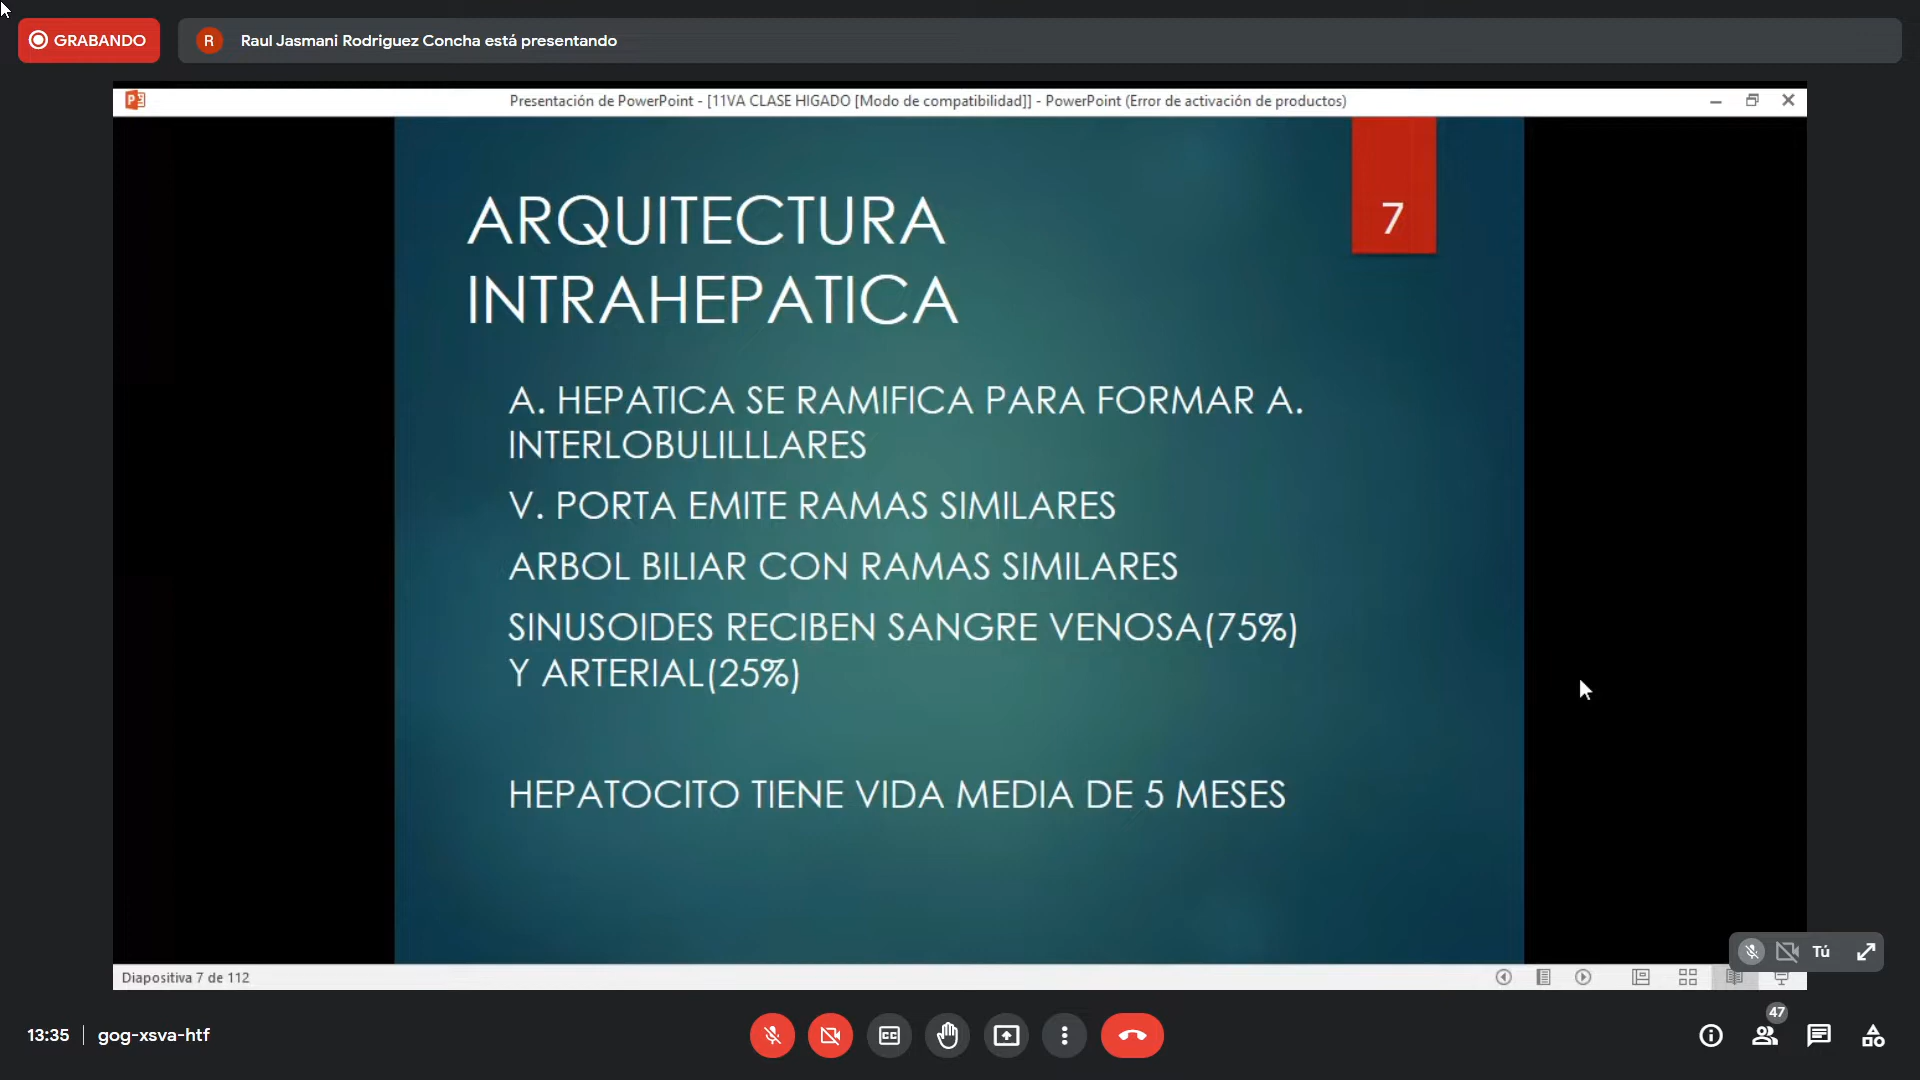 GRABANDO
R
Raul Jasmani Rodriguez Concha está presentando
Presentación de PowerPoint - [11VA CLASE HIGADO [Modo de compatibilidad]] - PowerPoint (Error de activación de productos)
7
ARQUITECTURA
INTRAHEPATICA
A. HEPATICA SE RAMIFICA PARA FORMAR A.
INTERLOBULILLLARES
V. PORTA EMITE RAMAS SIMILARES
ARBOL BILIAR CON RAMAS SIMILARES
SINUSOIDES RECIBEN SANGRE VENOSA(75%)
Y ARTERIAL(25%)
HEPATOCITO TIENE VIDA MEDIA DE 5 MESES
Tú
Diapositiva 7 de 112
13:35 | gog-xsva-htf
47